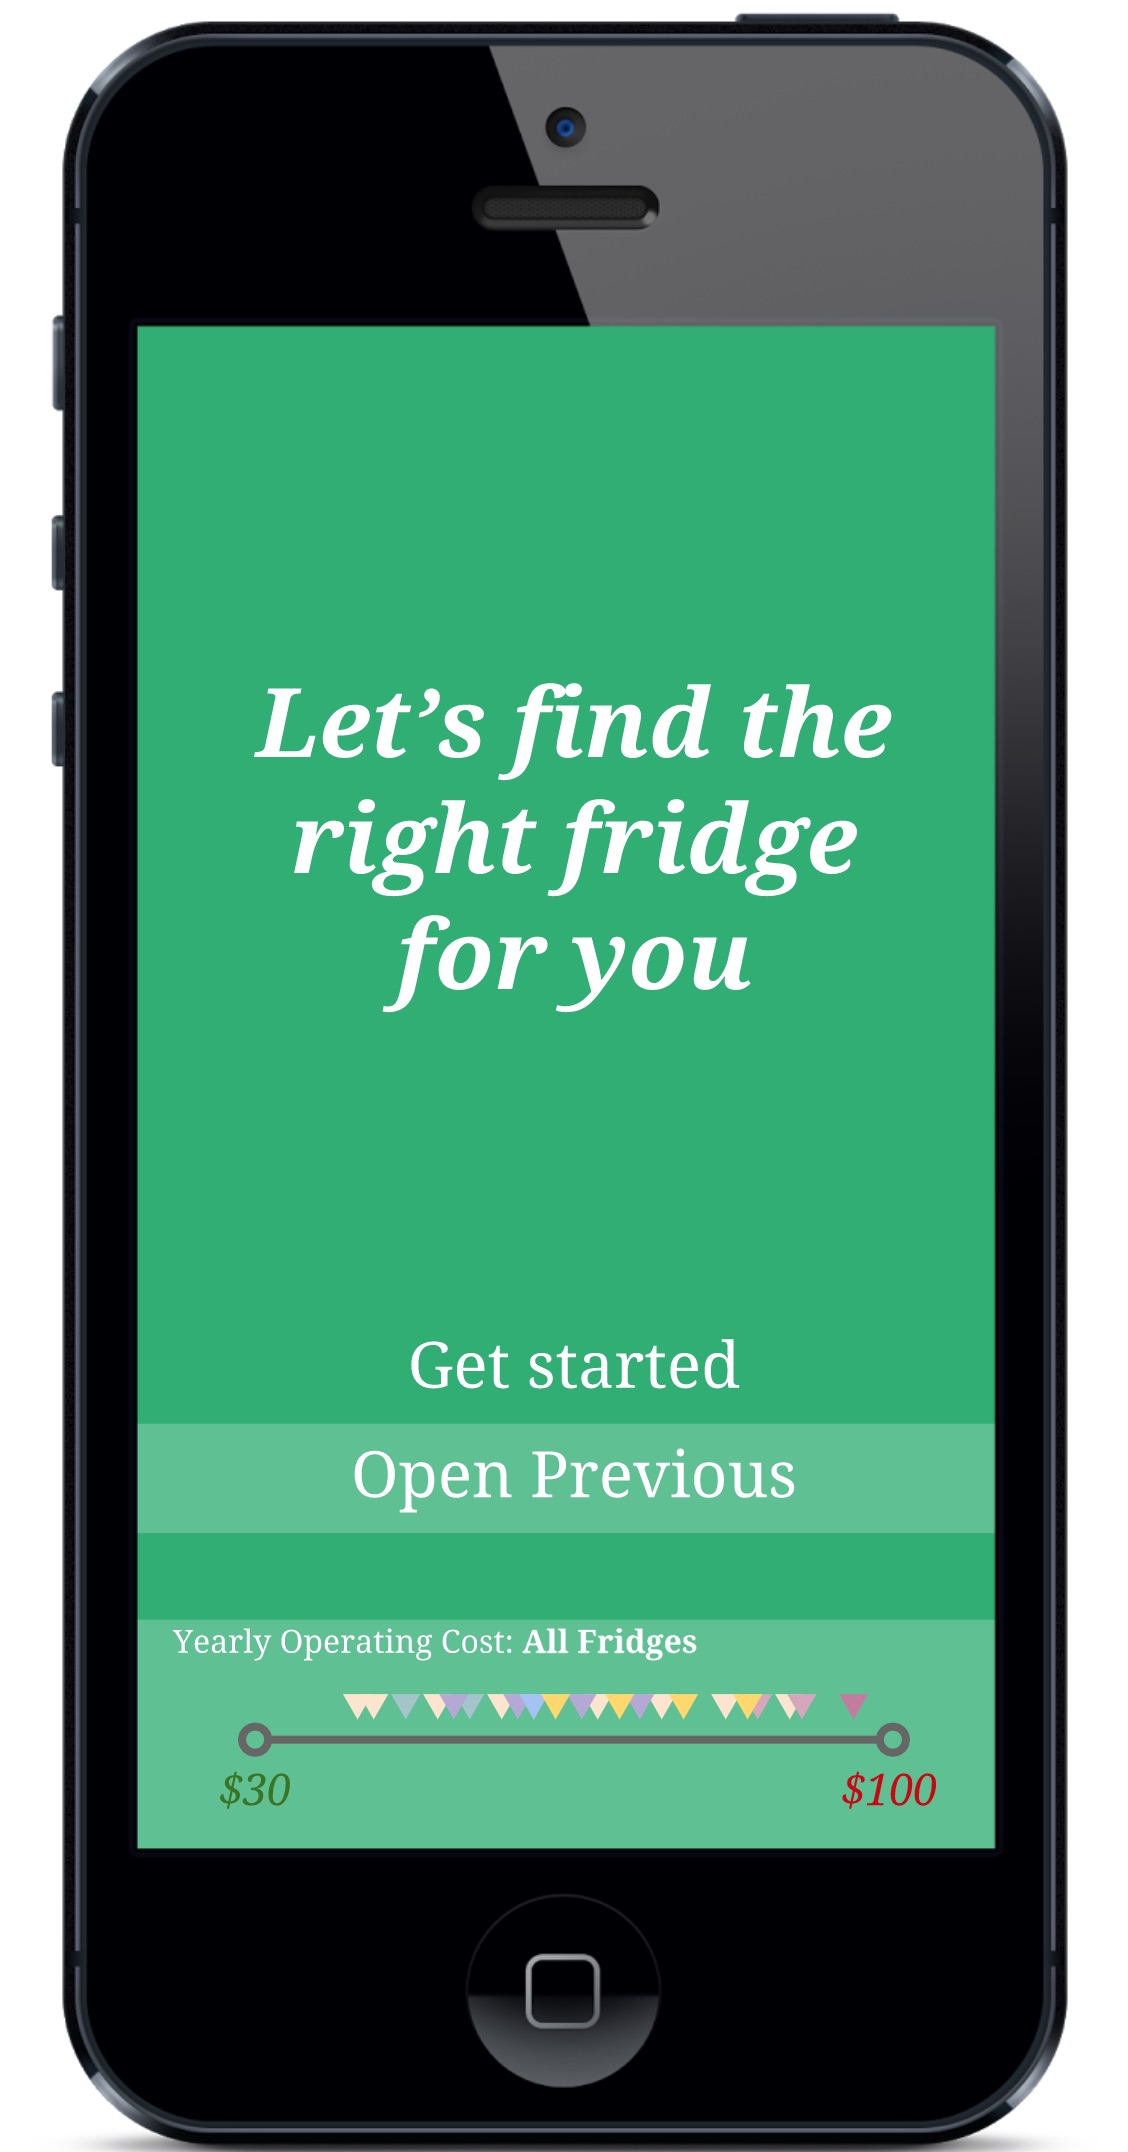 Let’s find the
right fridge
for you
Get started
Open Previous
Yearly Operating Cost: All Fridges
$30
$100